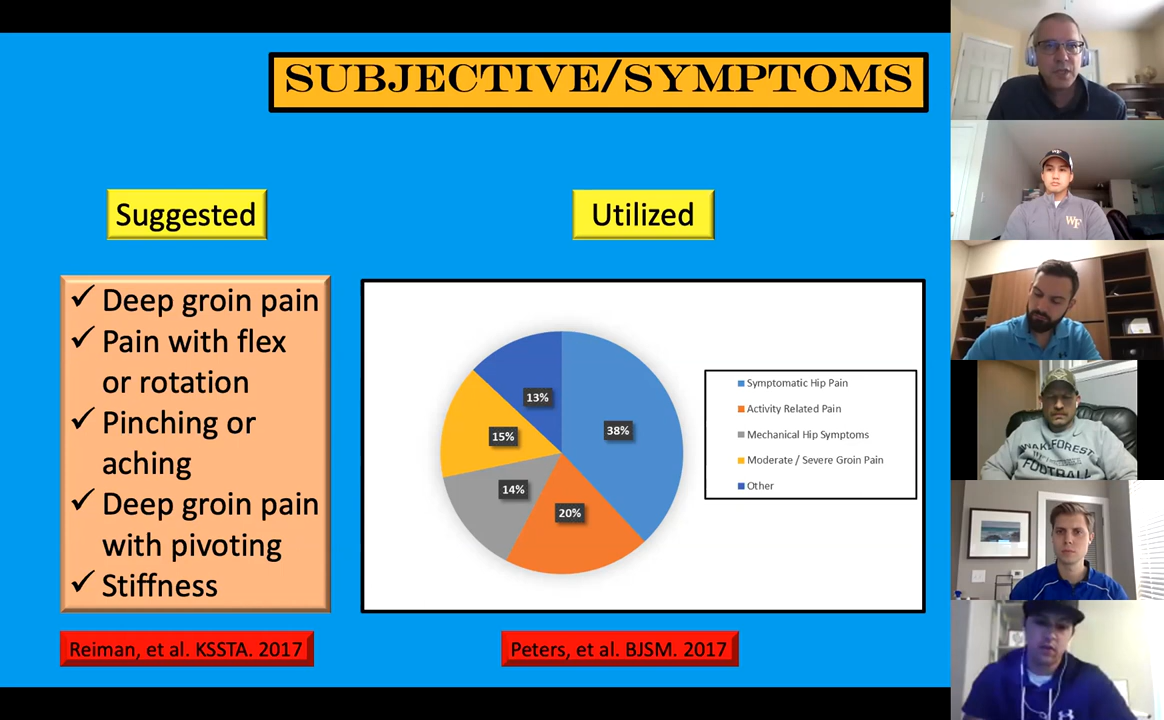 SUBJECTIVE/SYMPTOMS
Suggested
Utilized
✓ Deep groin pain
✓ Pain with flex
or rotation
✓ Pinching or
aching
✓ Deep groin pain
with pivoting
✓ Stiffness
38%
20%
14%
15%
13%
Symptomatic Hip Pain
Activity Related Pain
Mechanical Hip Symptoms
Moderate / Severe Groin Pain
Other
Reiman, et al. KSSTA. 2017
Peters, et al. BJSM. 2017
WF
WF
FOOTBALL